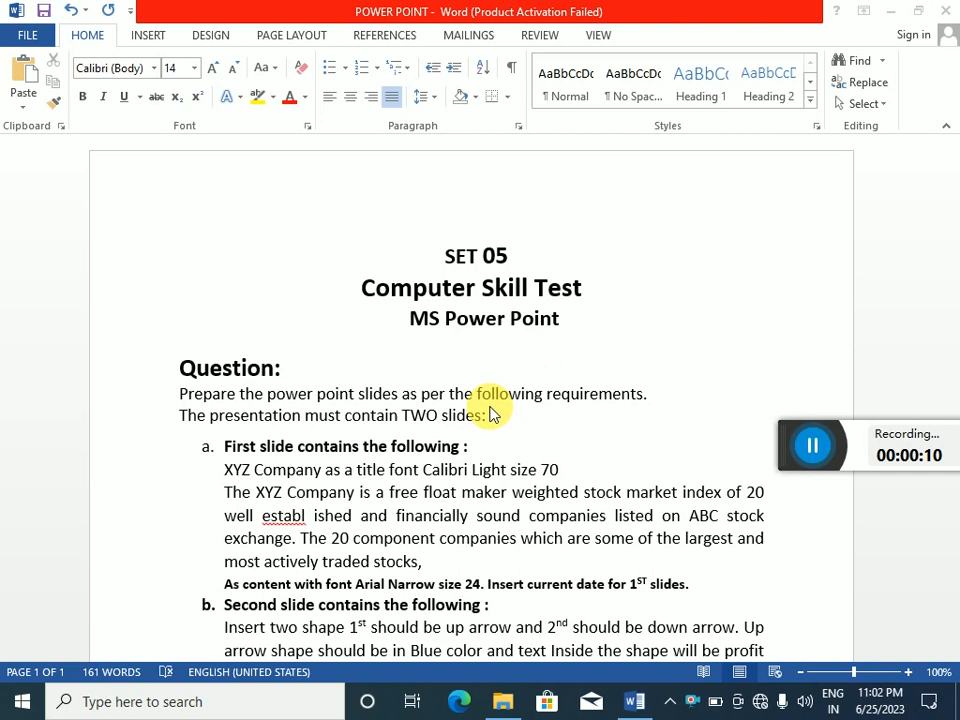 POWER POINT - Word (Product Activation Failed)
FILE HOME INSERT DESIGN PAGE LAYOUT REFERENCES MAILINGS REVIEW VIEW Sign in
Calibri (Body) 14 Aa
Find
Replace
Select
Paste
B I U abc x₂ x² A ab A
AaBbCcDc AaBbCcDc AaBbC AaBbCcD
¶ Normal ¶ No Spac... Heading 1 Heading 2
Clipboard Font Paragraph Styles Editing
SET 05
Computer Skill Test
MS Power Point
Question:
Prepare the power point slides as per the following requirements.
The presentation must contain TWO slides:
a. First slide contains the following :
XYZ Company as a title font Calibri Light size 70
The XYZ Company is a free float maker weighted stock market index of 20
well establ ished and financially sound companies listed on ABC stock
exchange. The 20 component companies which are some of the largest and
most actively traded stocks,
As content with font Arial Narrow size 24. Insert current date for 1ST slides.
b. Second slide contains the following :
Insert two shape 1st should be up arrow and 2nd should be down arrow. Up
arrow shape should be in Blue color and text Inside the shape will be profit
Recording...
00:00:10
PAGE 1 OF 1 161 WORDS ENGLISH (UNITED STATES) 100%
Type here to search
ENG
IN
11:02 PM
6/25/2023